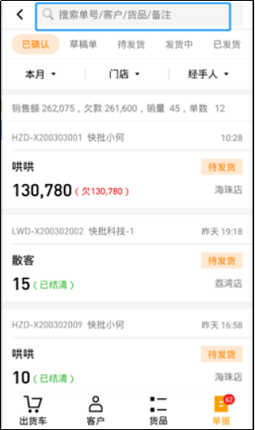 搜索单号/客户/货品/备注
已确认 草稿单 待发货 发货中 已发货
本月 门店 经手人
销售额 262,075，欠款 261,600，销量 45，单数 12
HZD-X200303001 快批小何 10:28
哄哄 待发货
130,780（欠130,780） 海珠店
LWD-X200302002 快批科技-1 昨天 19:18
散客 待发货
15（已结清） 荔湾店
HZD-X200302009 快批小何 昨天 16:58
哄哄 待发货
10（已结清） 海珠店
62
出货车 客户 货品 单据